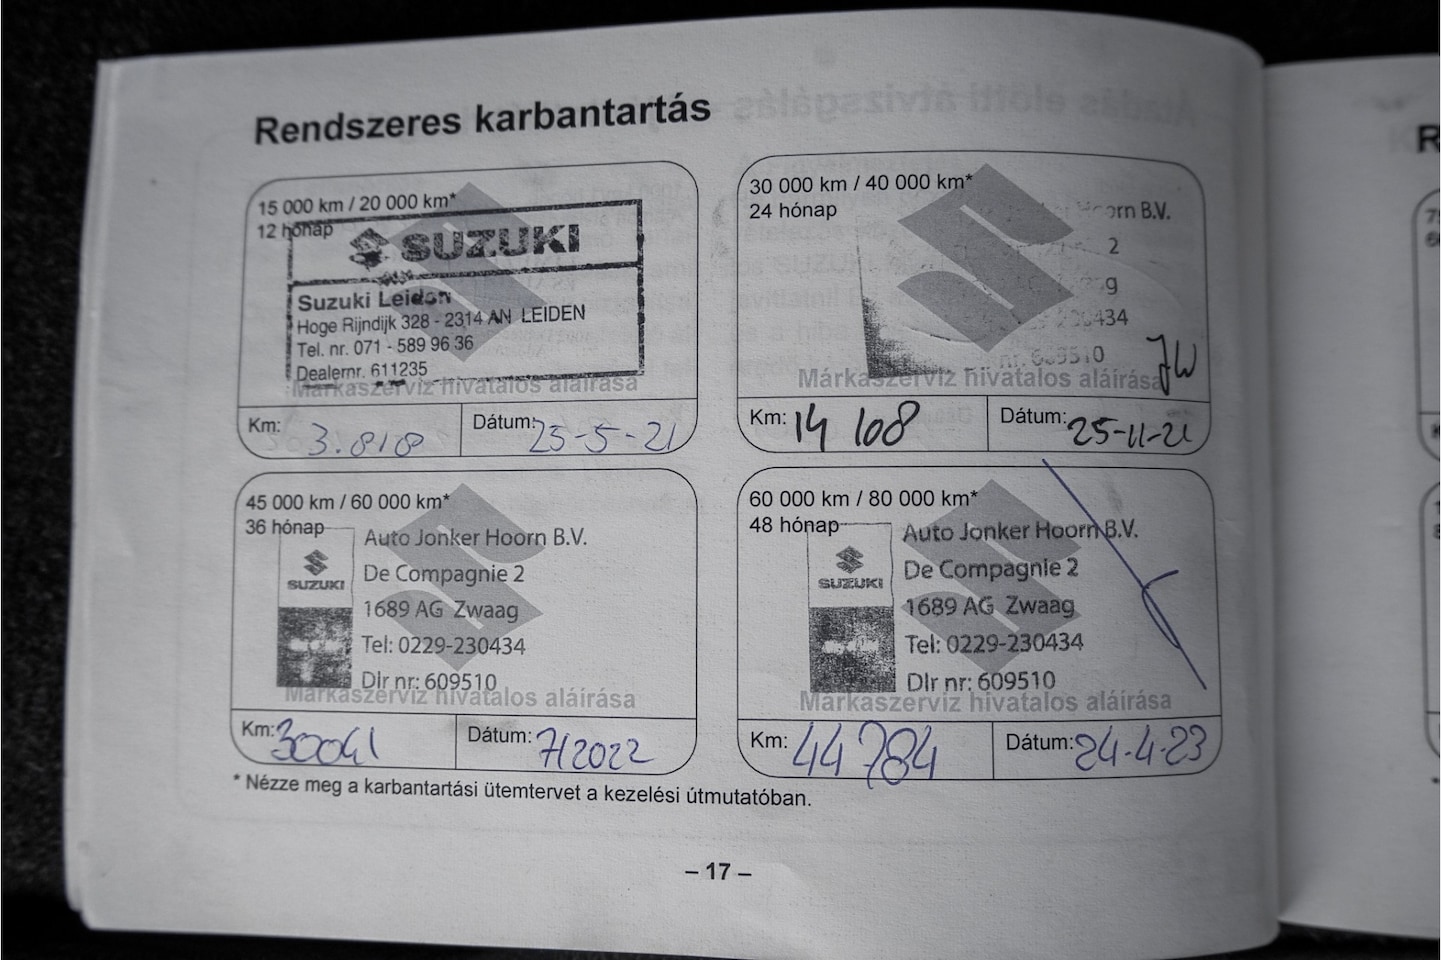 Rendszeres karbantartás
15 000 km / 20 000 km*
12 hónap
SUZUKI
Suzuki Leiden
Hoge Rijndijk 328 - 2314 AN LEIDEN
Tel. nr. 071 - 589 96 36
Dealernr. 611235
Márkaszerviz hivatalos aláírása
Km: 3.818
Dátum: 25-5-21
30 000 km / 40 000 km*
24 hónap
Hoorn B.V.
2
434
nr. 609510
JW
Márkaszerviz hivatalos aláírása
Km: 14 108
Dátum: 25-11-21
45 000 km / 60 000 km*
36 hónap
SUZUKI
Auto Jonker Hoorn B.V.
De Compagnie 2
1689 AG Zwaag
Tel: 0229-230434
Dlr nr: 609510
Márkaszerviz hivatalos aláírása
Km: 30041
Dátum: 7/2022
60 000 km / 80 000 km*
48 hónap
SUZUKI
Auto Jonker Hoorn B.V.
De Compagnie 2
1689 AG Zwaag
Tel: 0229-230434
Dlr nr: 609510
Márkaszerviz hivatalos aláírása
Km: 44 784
Dátum: 24-4-23
* Nézze meg a karbantartási ütemtervet a kezelési útmutatóban.
– 17 –
R